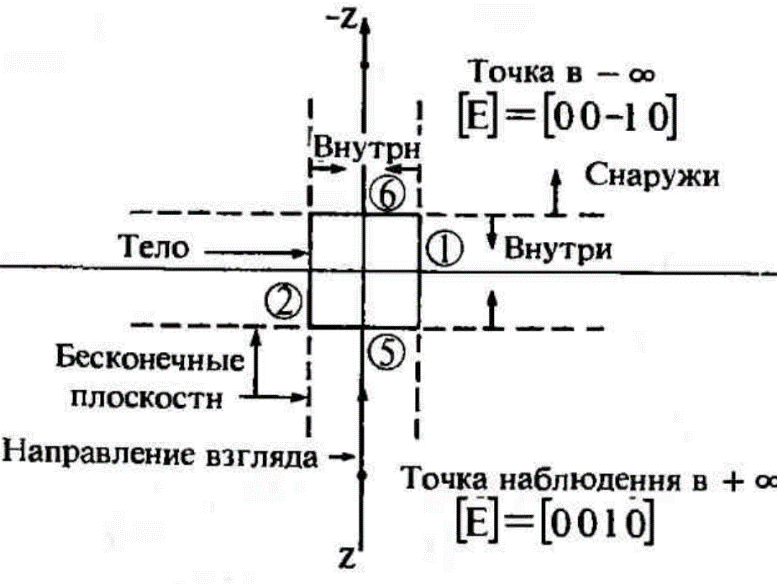 -Z
Точка в − ∞
[E]=[0 0 -1 0]
Внутрн
Снаружи
⑥
Тело
①
Внутри
②
⑤
Бесконечные
плоскостн
Направление взгляда
Точка наблюдения в + ∞
[E]=[0 0 1 0]
Z